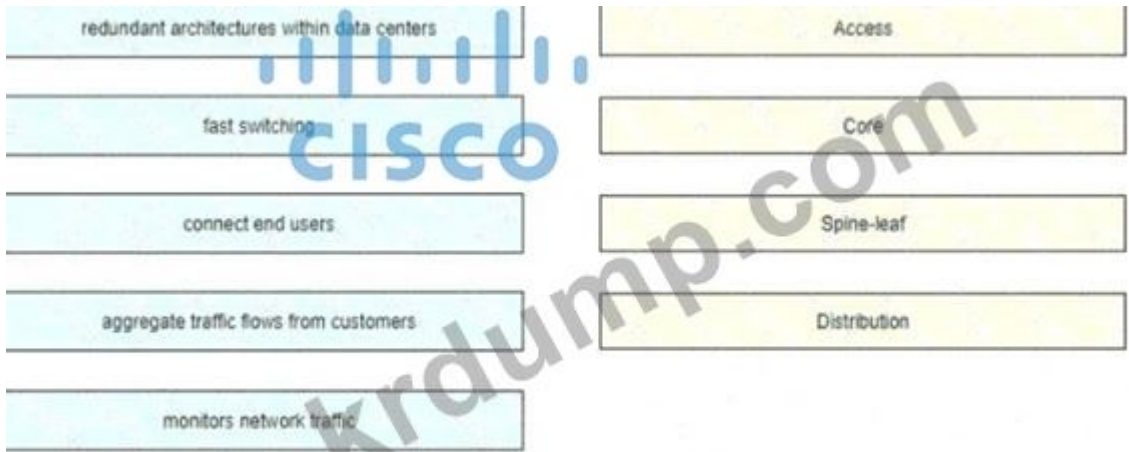 redundant architectures within data centers
Access
fast switching
Core
CISCO
connect end users
Spine-leaf
aggregate traffic flows from customers
Distribution
monitors network traffic
krdump.com